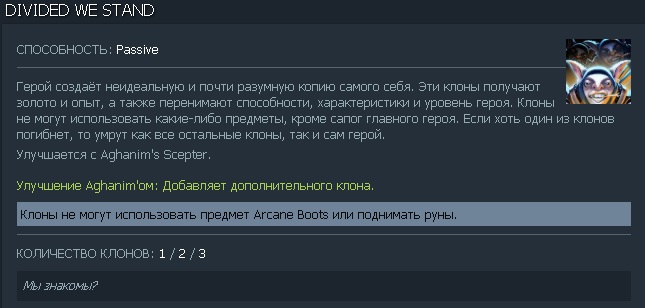 DIVIDED WE STAND
СПОСОБНОСТЬ: Passive
Герой создаёт неидеальную и почти разумную копию самого себя. Эти клоны получают
золото и опыт, а также перенимают способности, характеристики и уровень героя. Клоны
не могут использовать какие-либо предметы, кроме сапог главного героя. Если хоть один из клонов
погибнет, то умрут как все остальные клоны, так и сам герой.
Улучшается с Aghanim's Scepter.
Улучшение Aghanim'ом: Добавляет дополнительного клона.
Клоны не могут использовать предмет Arcane Boots или поднимать руны.
КОЛИЧЕСТВО КЛОНОВ: 1 / 2 / 3
Мы знакомы?